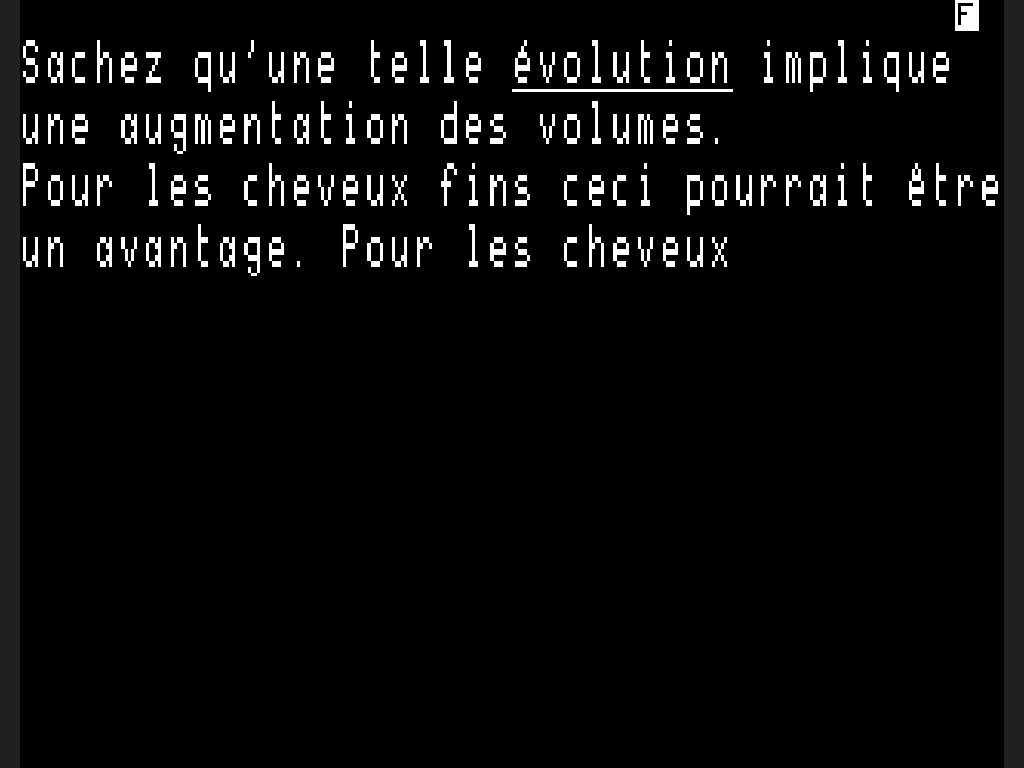 F
Sachez qu'une telle évolution implique
une augmentation des volumes.
Pour les cheveux fins ceci pourrait être
un avantage. Pour les cheveux